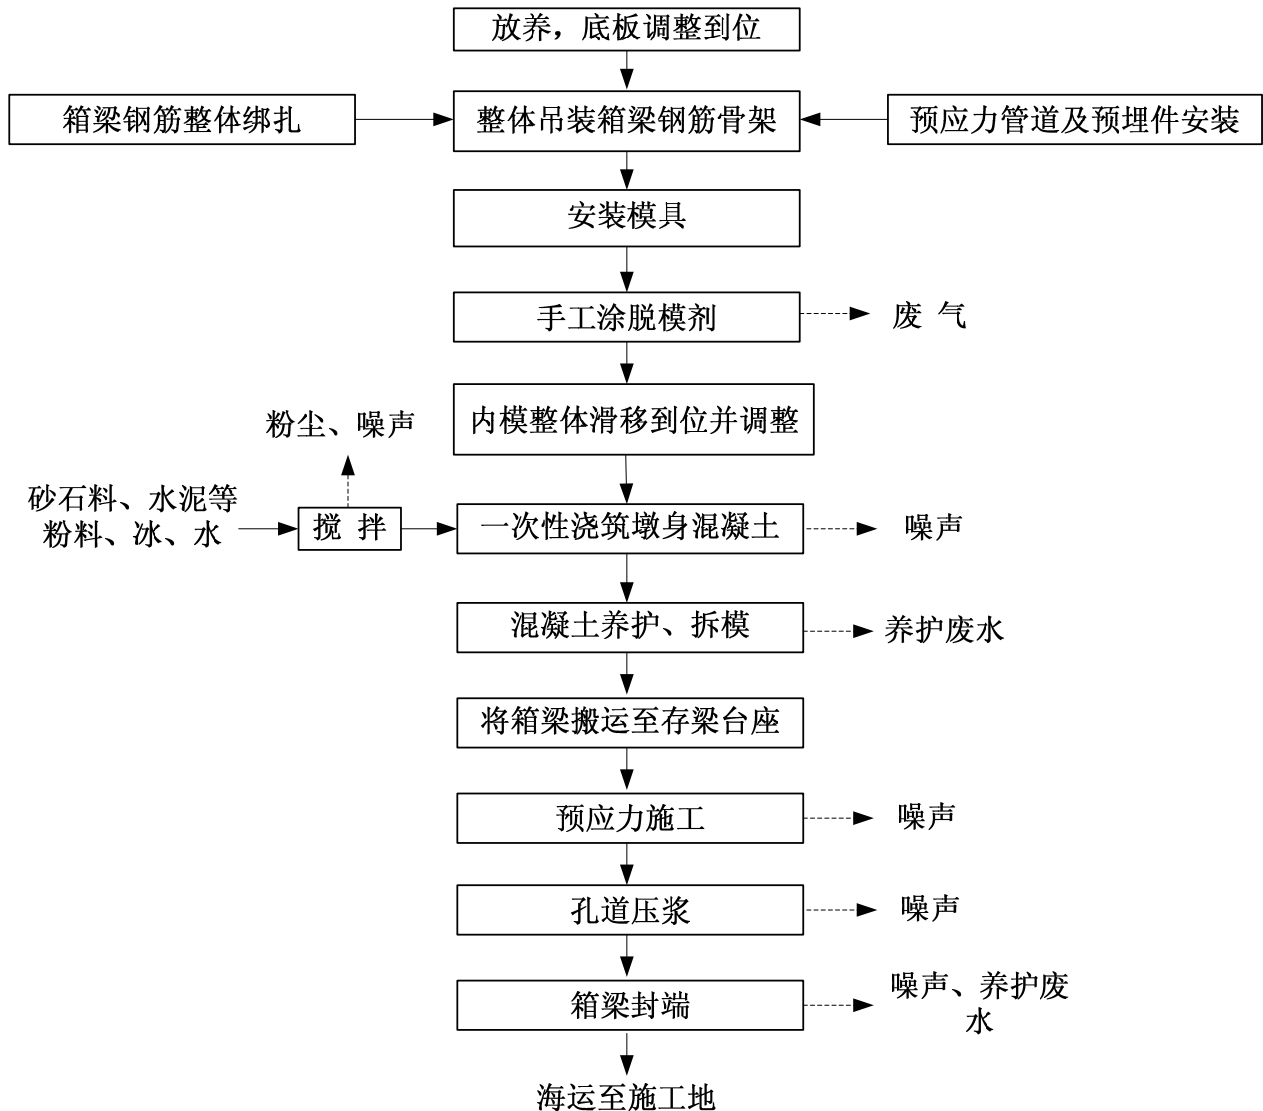 放养，底板调整到位
箱梁钢筋整体绑扎
整体吊装箱梁钢筋骨架
预应力管道及预埋件安装
安装模具
手工涂脱模剂
废 气
内模整体滑移到位并调整
粉尘、噪声
砂石料、水泥等
粉料、冰、水
搅 拌
一次性浇筑墩身混凝土
噪声
混凝土养护、拆模
养护废水
将箱梁搬运至存梁台座
预应力施工
噪声
孔道压浆
噪声
箱梁封端
噪声、养护废
水
海运至施工地